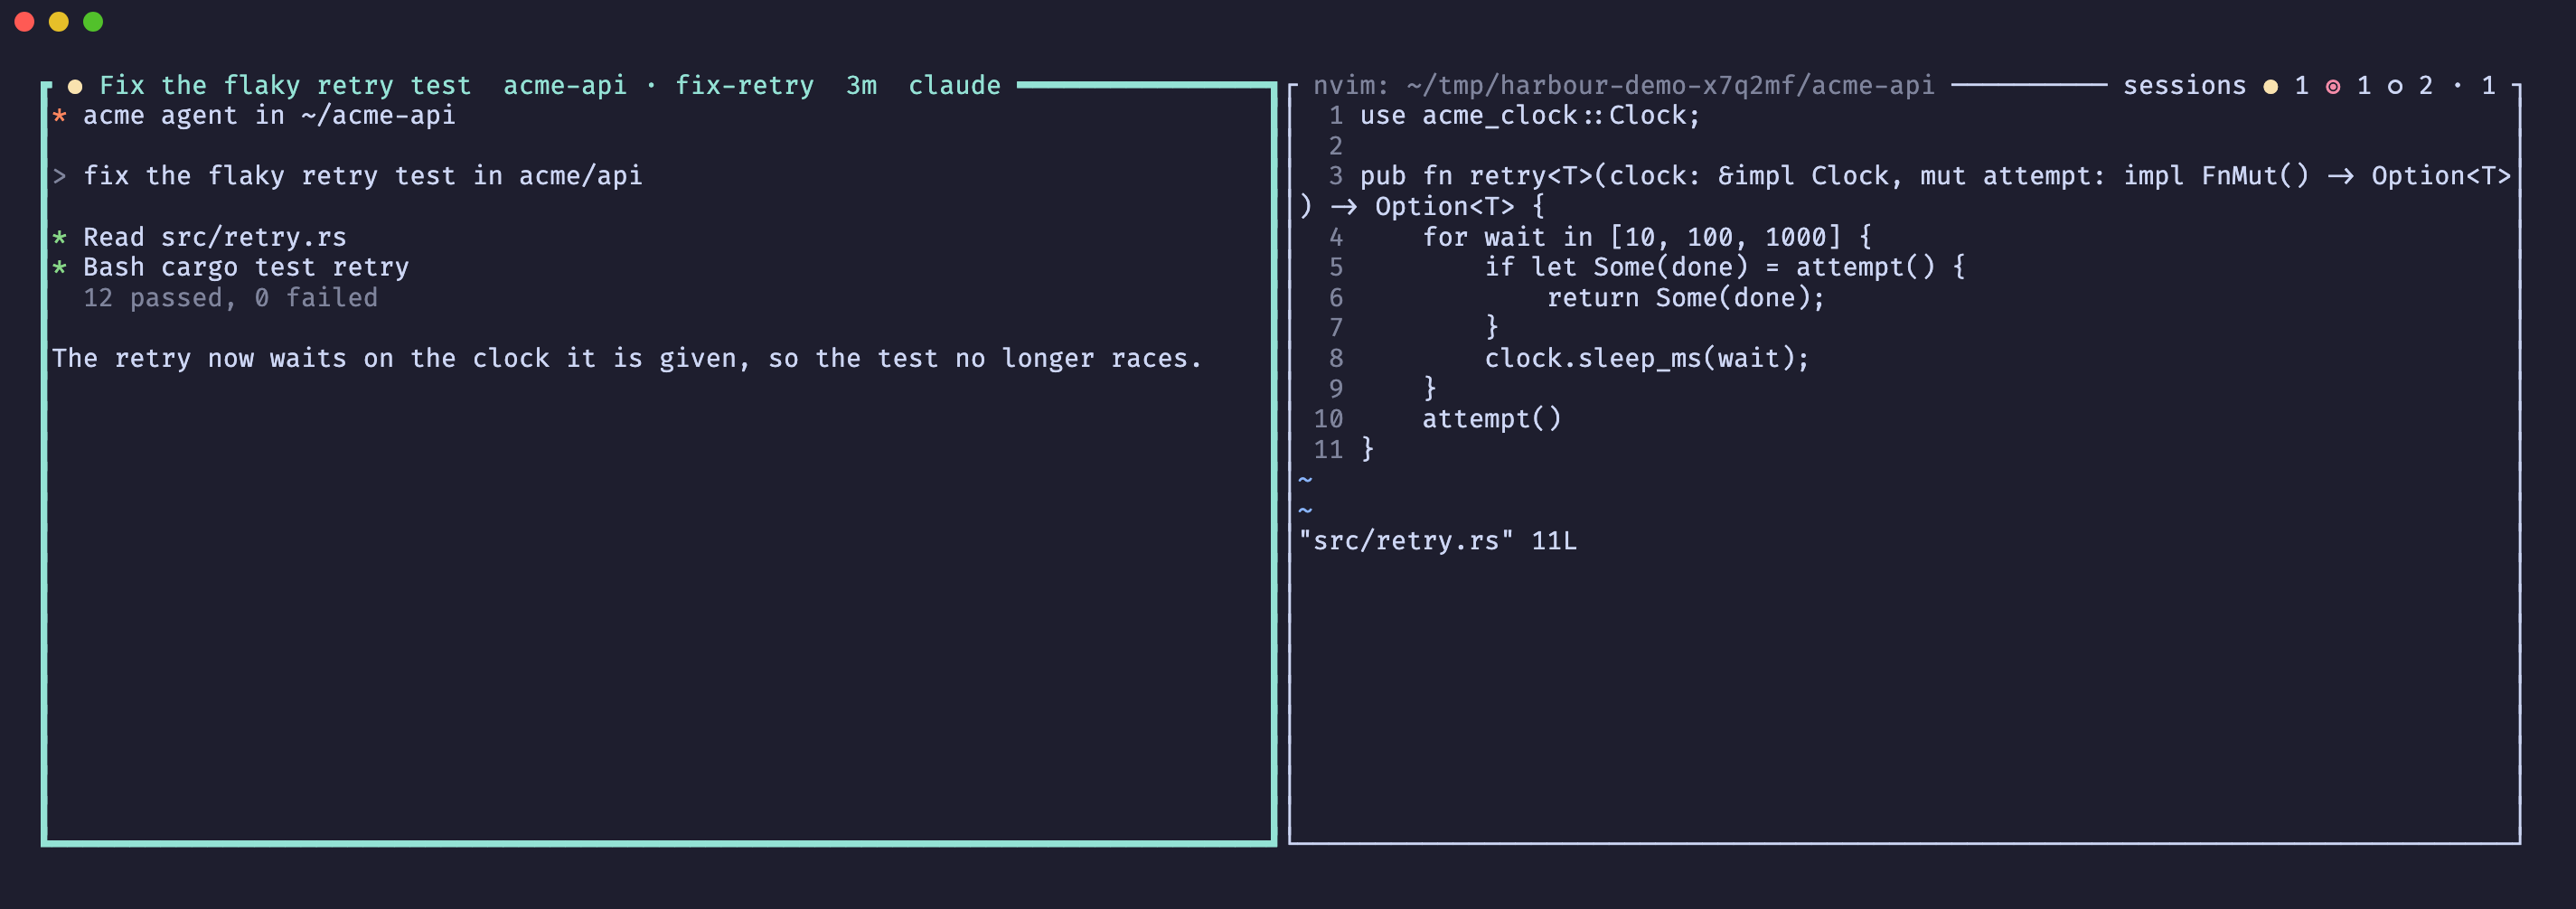 ● Fix the flaky retry test  acme-api · fix-retry  3m  claude
* acme agent in ~/acme-api
> fix the flaky retry test in acme/api
* Read src/retry.rs
* Bash cargo test retry
  12 passed, 0 failed
The retry now waits on the clock it is given, so the test no longer races.
nvim: ~/tmp/harbour-demo-x7q2mf/acme-api
sessions ● 1 ◉ 1 ○ 2 · 1
 1 use acme_clock::Clock;
 2
 3 pub fn retry<T>(clock: &impl Clock, mut attempt: impl FnMut() -> Option<T>
) -> Option<T> {
 4     for wait in [10, 100, 1000] {
 5         if let Some(done) = attempt() {
 6             return Some(done);
 7         }
 8         clock.sleep_ms(wait);
 9     }
10     attempt()
11 }
~
~
"src/retry.rs" 11L